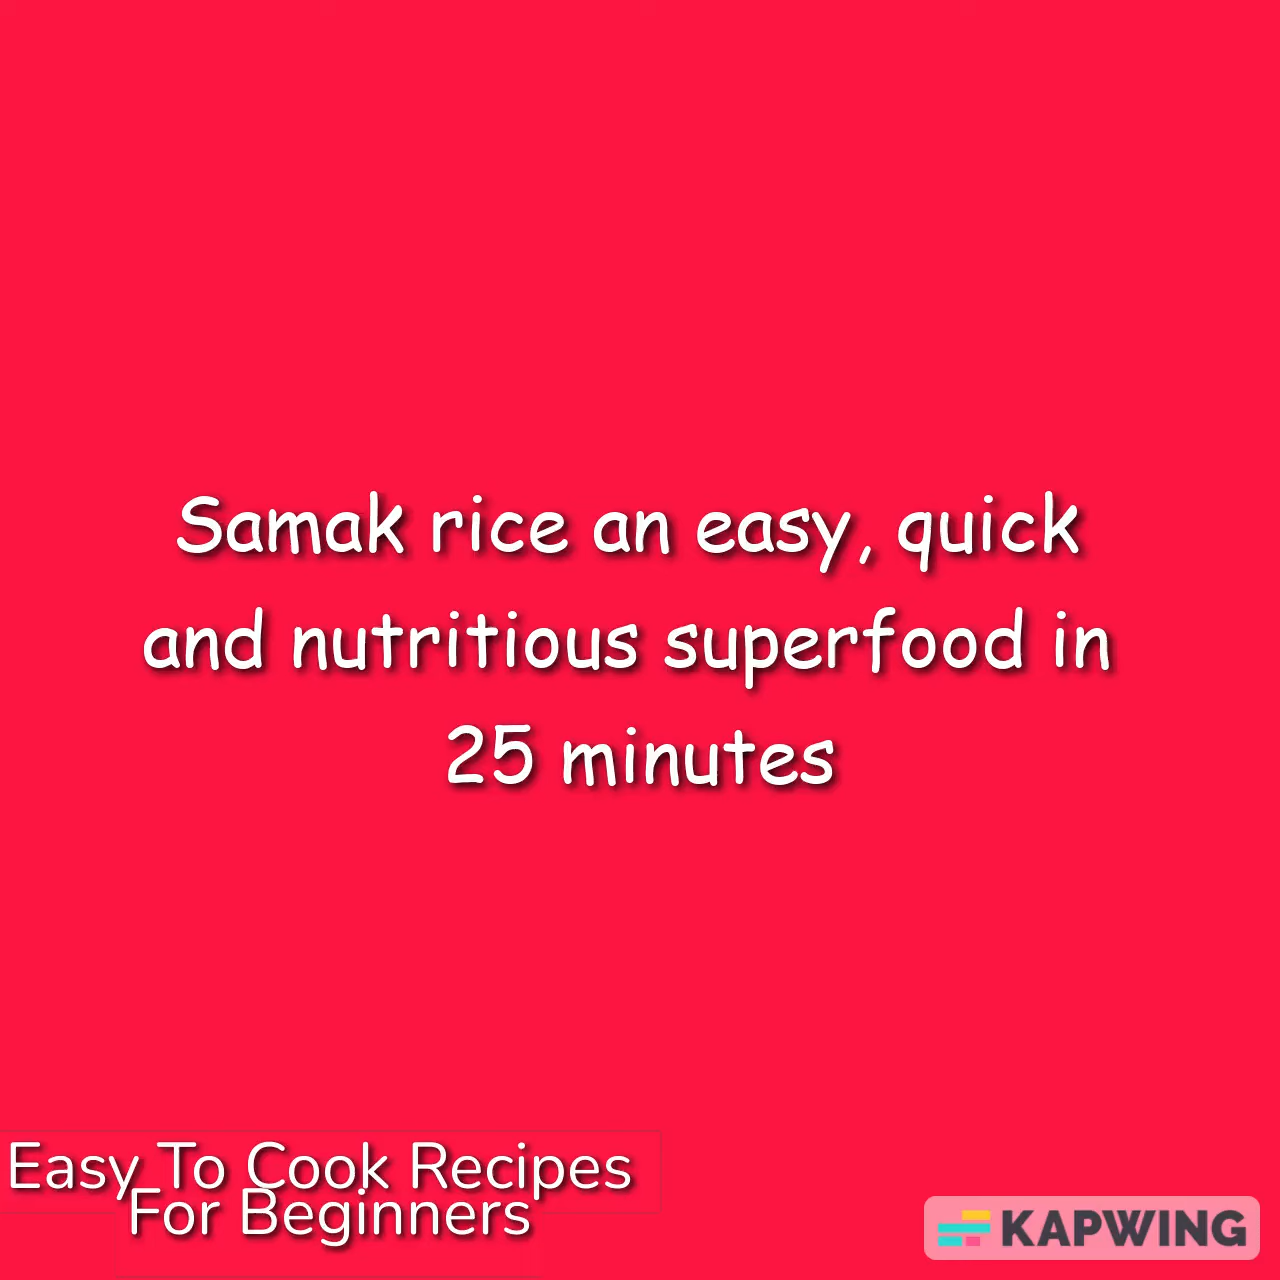 Samak rice an easy, quick
and nutritious superfood in
25 minutes
Easy To Cook Recipes
For Beginners
KAPWING